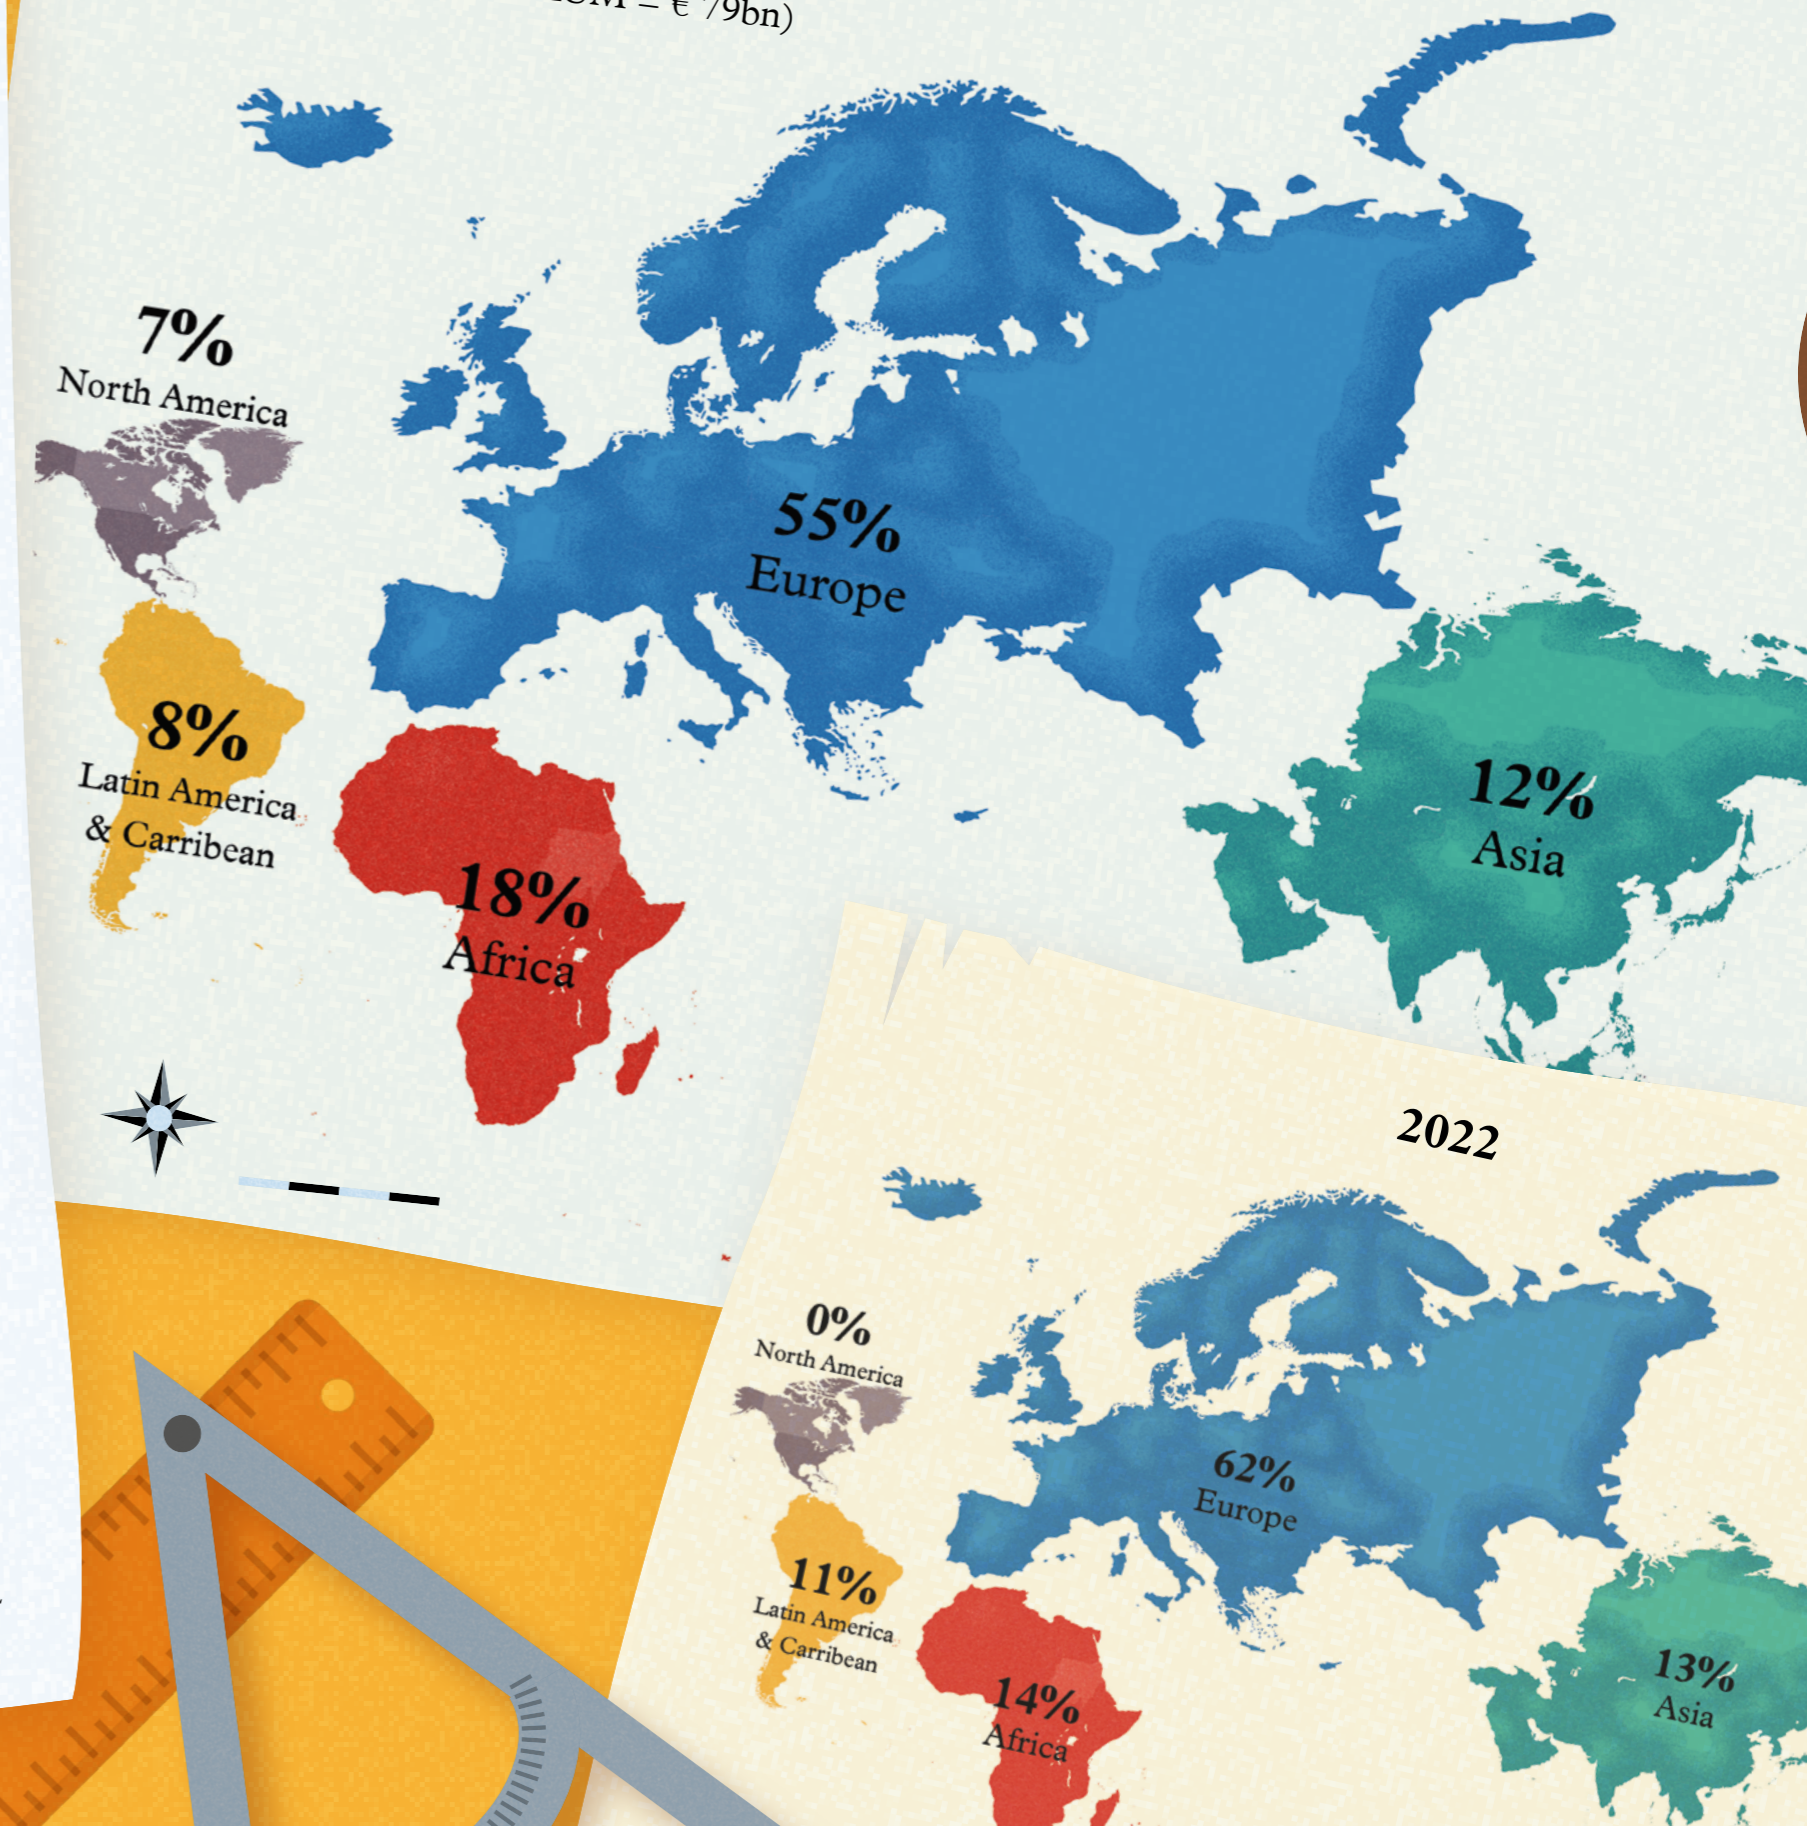 – € 79bn)
7%
North America
55%
Europe
8%
Latin America
& Carribean
18%
Africa
12%
Asia
2022
0%
North America
62%
Europe
11%
Latin America
& Carribean
14%
Africa
13%
Asia